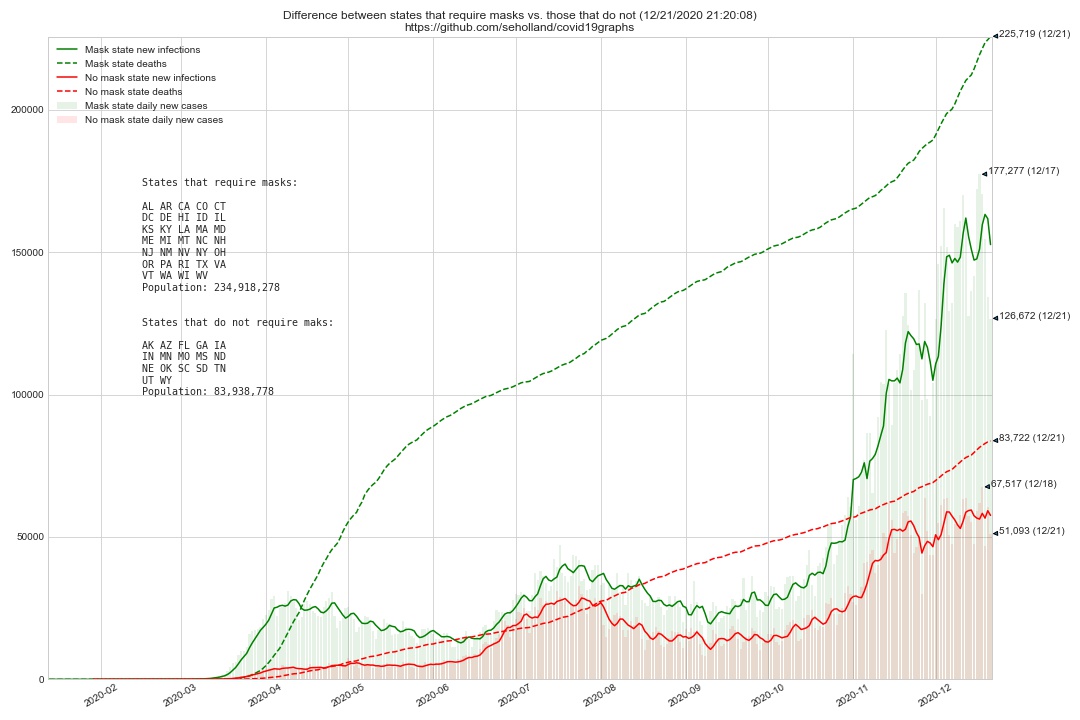 Difference between states that require masks vs. those that do not (12/21/2020 21:20:08)
https://github.com/seholland/covid19graphs
Mask state new infections
Mask state deaths
No mask state new infections
No mask state deaths
Mask state daily new cases
No mask state daily new cases
225,719 (12/21)
200000
177,277 (12/17)
States that require masks:
AL AR CA CO CT
DC DE HI ID IL
KS KY LA MA MD
ME MI MT NC NH
NJ NM NV NY OH
OR PA RI TX VA
VT WA WI WV
Population: 234,918,278
150000
States that do not require maks:
AK AZ FL GA IA
IN MN MO MS ND
NE OK SC SD TN
UT WY
Population: 83,938,778
126,672 (12/21)
100000
83,722 (12/21)
67,517 (12/18)
50000
51,093 (12/21)
0
2020-02
2020-03
2020-04
2020-05
2020-06
2020-07
2020-08
2020-09
2020-10
2020-11
2020-12